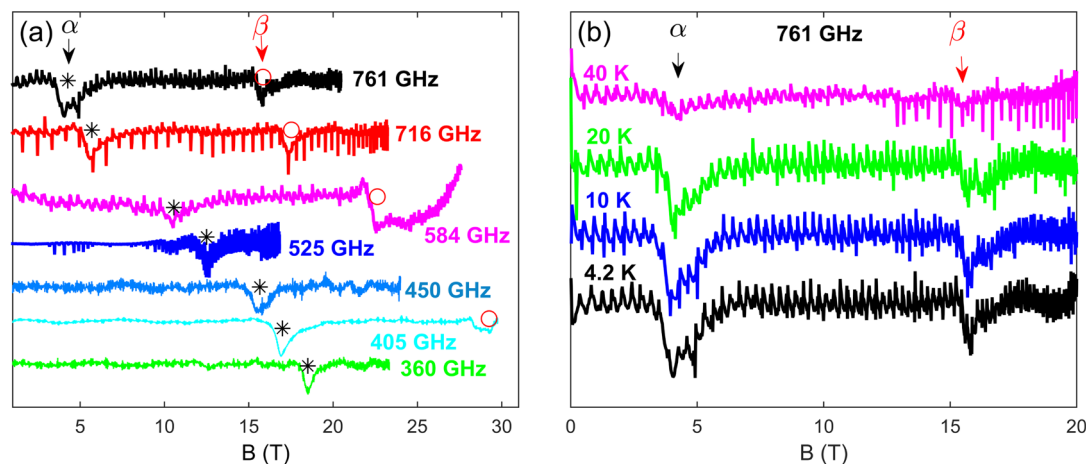 (a)
α
β
761 GHz
716 GHz
584 GHz
525 GHz
450 GHz
405 GHz
360 GHz
5 10 15 20 25 30
B (T)
(b)
α
761 GHz
β
40 K
20 K
10 K
4.2 K
0 5 10 15 20
B (T)